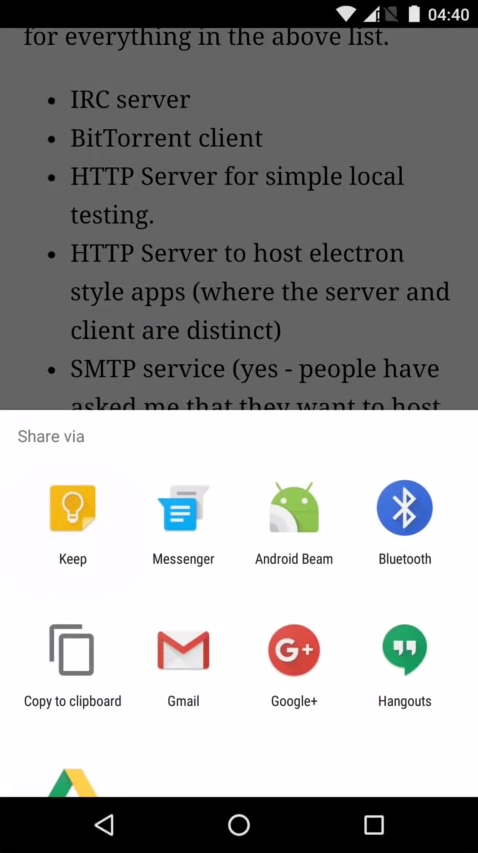 04:40
for everything in the above list.
• IRC server
• BitTorrent client
• HTTP Server for simple local
testing.
• HTTP Server to host electron
style apps (where the server and
client are distinct)
• SMTP service (yes - people have
asked me that they want to host
Share via
Keep
Messenger
Android Beam
Bluetooth
G+
Copy to clipboard
Gmail
Google+
Hangouts